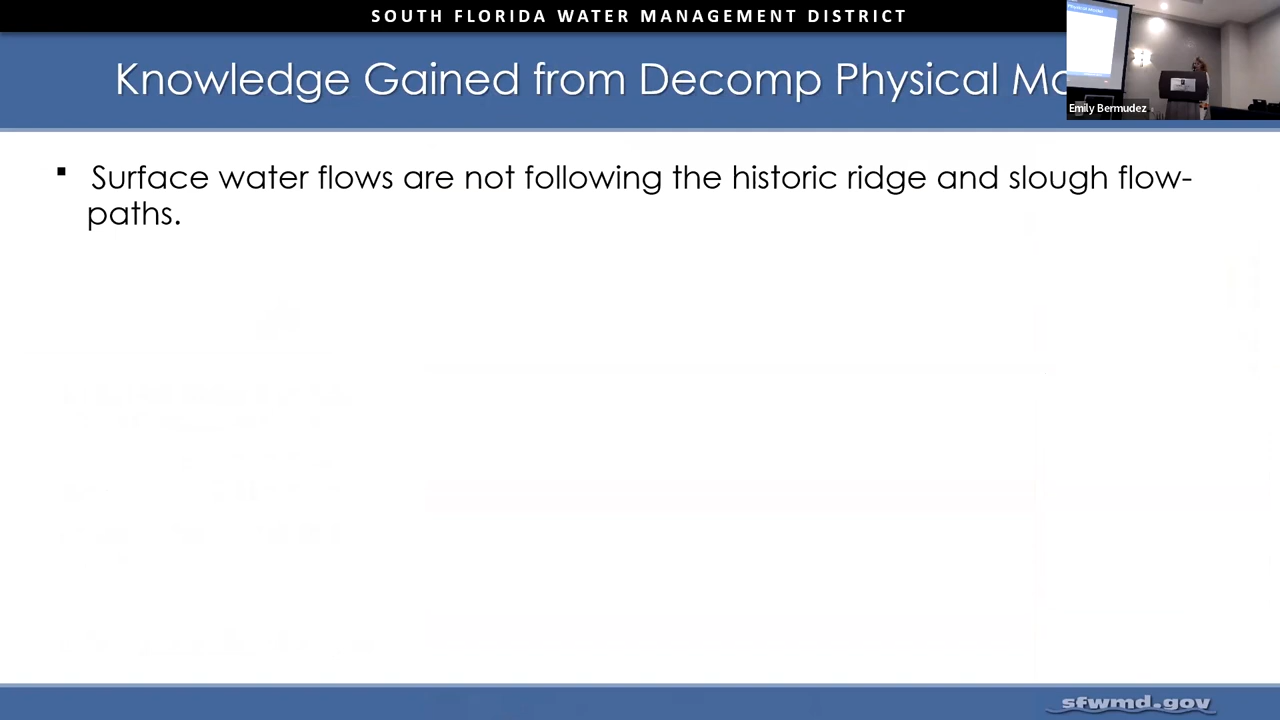 SOUTH FLORIDA WATER MANAGEMENT DISTRICT
Knowledge Gained from Decomp Physical
Emily Bermudez
▪ Surface water flows are not following the historic ridge and slough flow-
paths.
sfwmd.gov